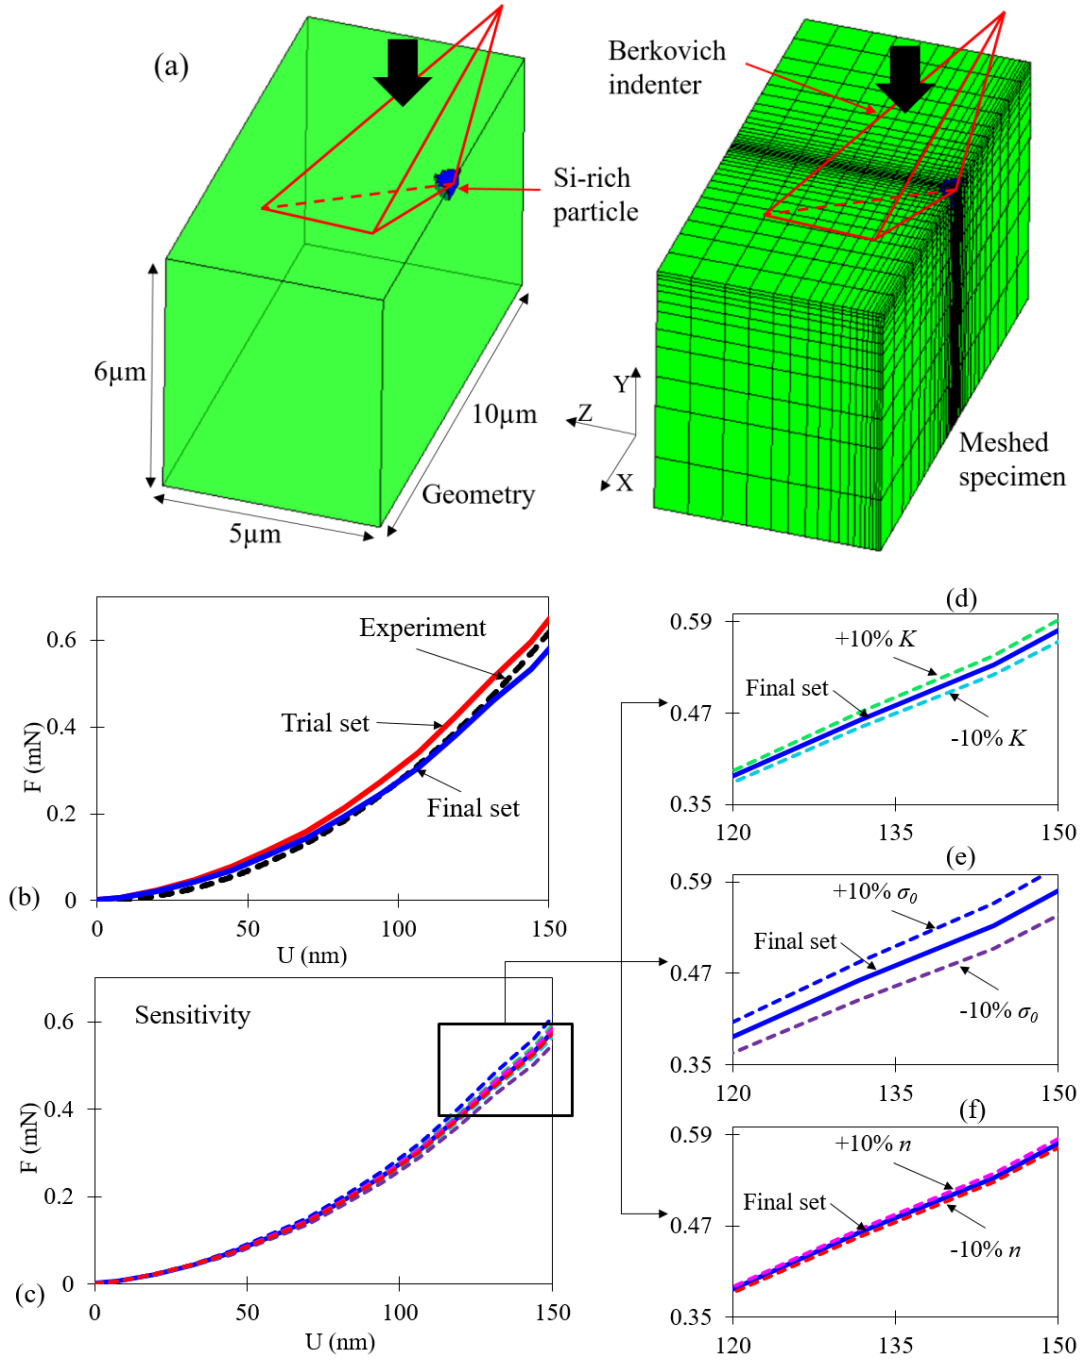 (a)
Berkovich
indenter
Si-rich
particle
6µm
10µm
5µm
Geometry
Y
Z
X
Meshed
specimen
(b)
F (mN)
0.6
0.4
0.2
0
0
50
100
150
U (nm)
Experiment
Trial set
Final set
(c)
Sensitivity
F (mN)
0.6
0.4
0.2
0
0
50
100
150
U (nm)
(d)
0.59
0.47
0.35
120
135
150
+10% K
Final set
-10% K
(e)
0.59
0.47
0.35
120
135
150
+10% σ₀
Final set
-10% σ₀
(f)
0.59
0.47
0.35
120
135
150
+10% n
Final set
-10% n